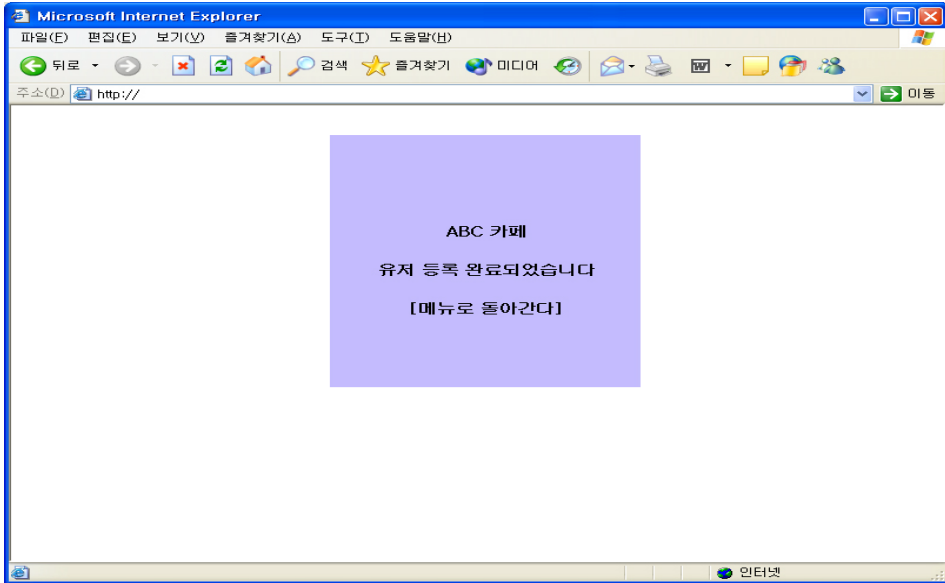 Microsoft Internet Explorer
파일(F) 편집(E) 보기(V) 즐겨찾기(A) 도구(T) 도움말(H)
뒤로 검색 즐겨찾기 미디어
주소(D) http:// 이동
ABC 카페
유저 등록 완료되었습니다
[메뉴로 돌아간다]
인터넷